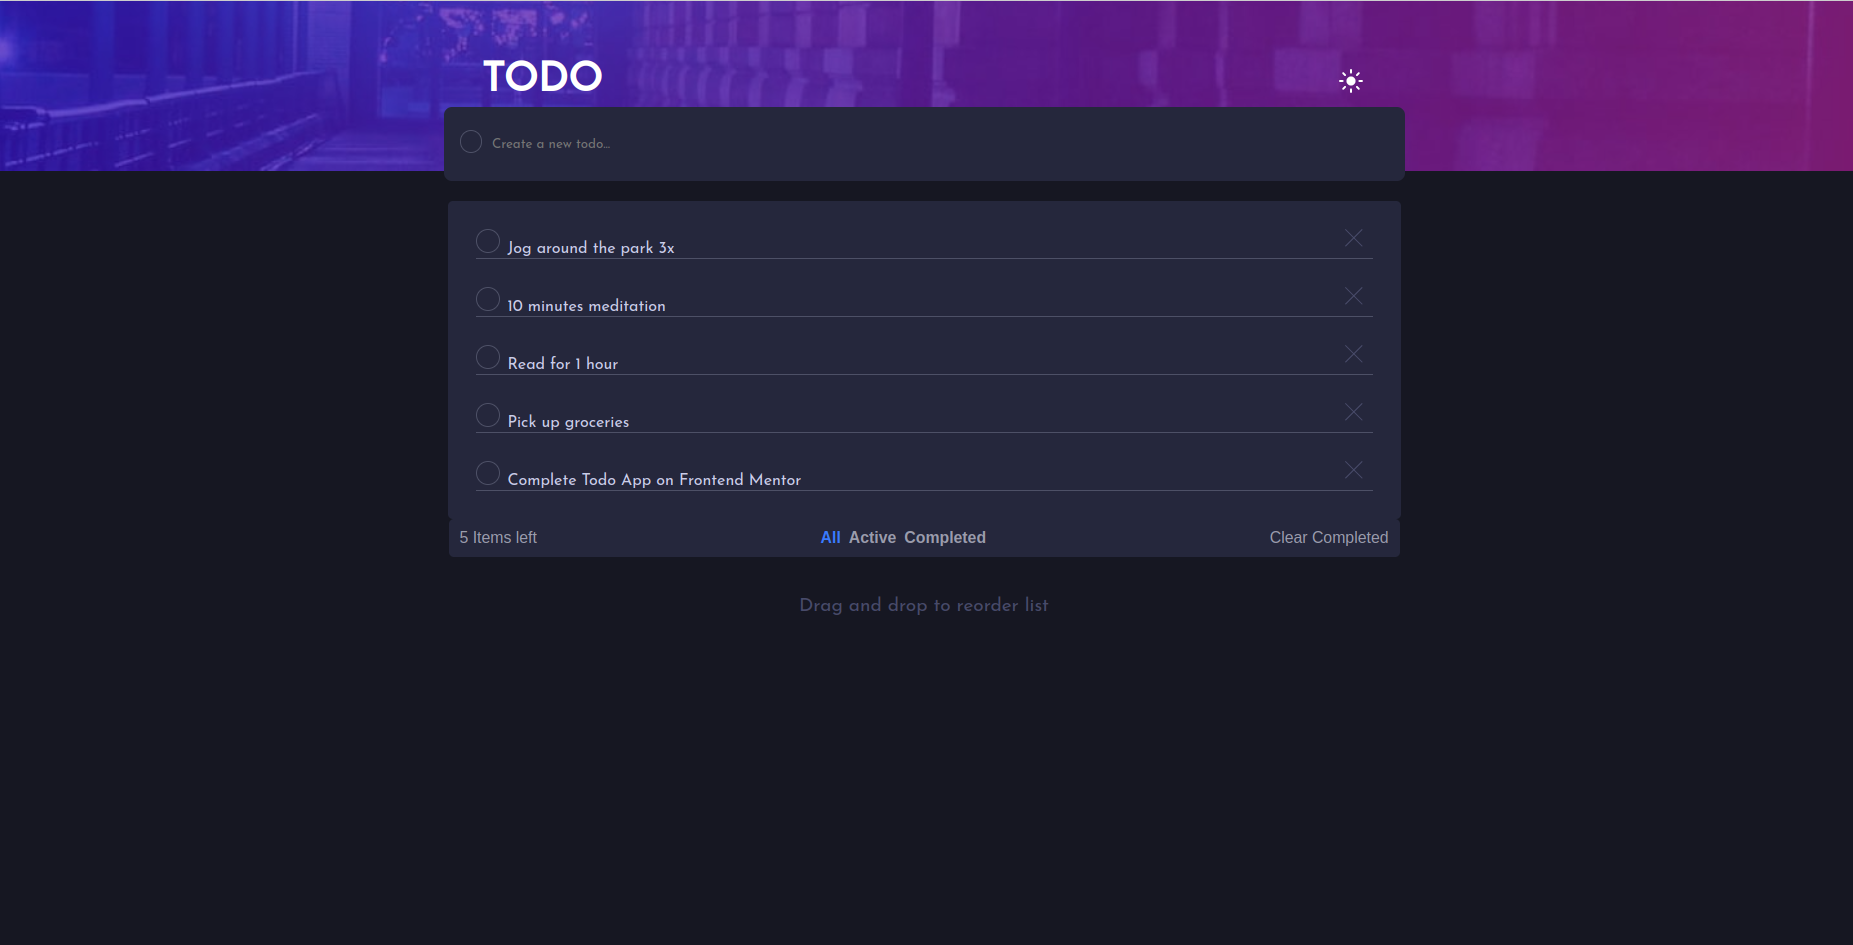 TODO
Create a new todo...
Jog around the park 3x
10 minutes meditation
Read for 1 hour
Pick up groceries
Complete Todo App on Frontend Mentor
5 Items left All Active Completed Clear Completed
Drag and drop to reorder list